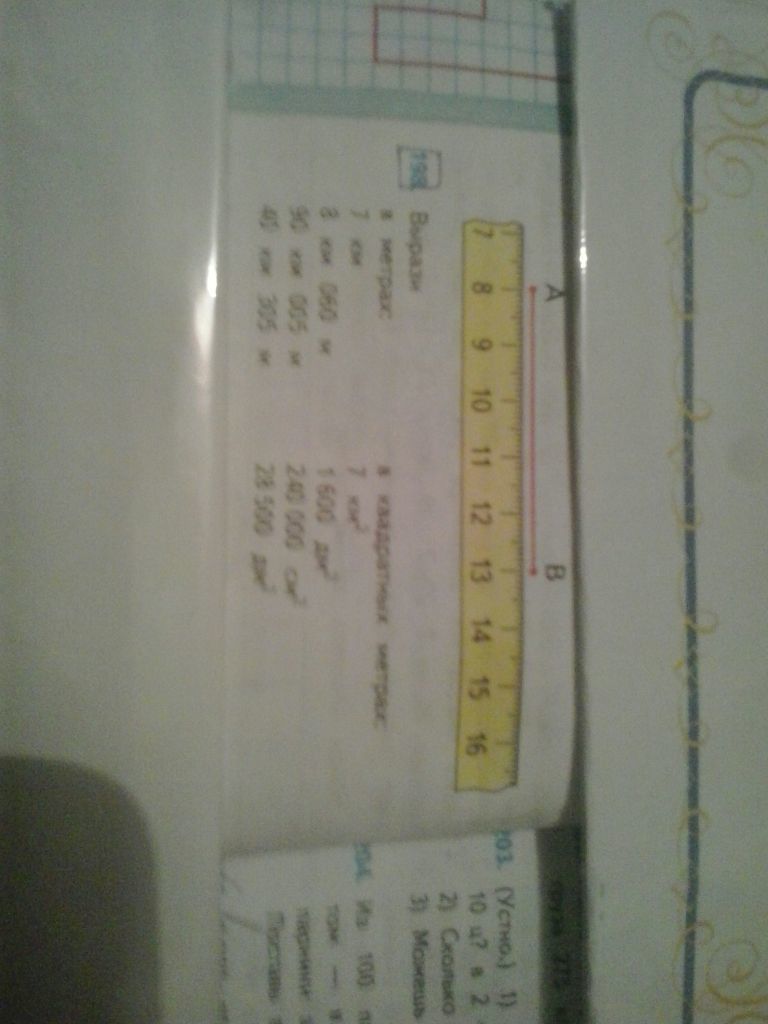 A B
7 8 9 10 11 12 13 14 15 16
198 Вырази
в метрах: в квадратных метрах:
7 км 7 км²
8 км 060 м 1 600 дм²
90 км 005 м 240 000 см²
40 км 305 м 28 500 дм²
203. (Устно.) 1)
10 ц? в 2
2) Сколько
3) Можешь
204. Из 100
том — в